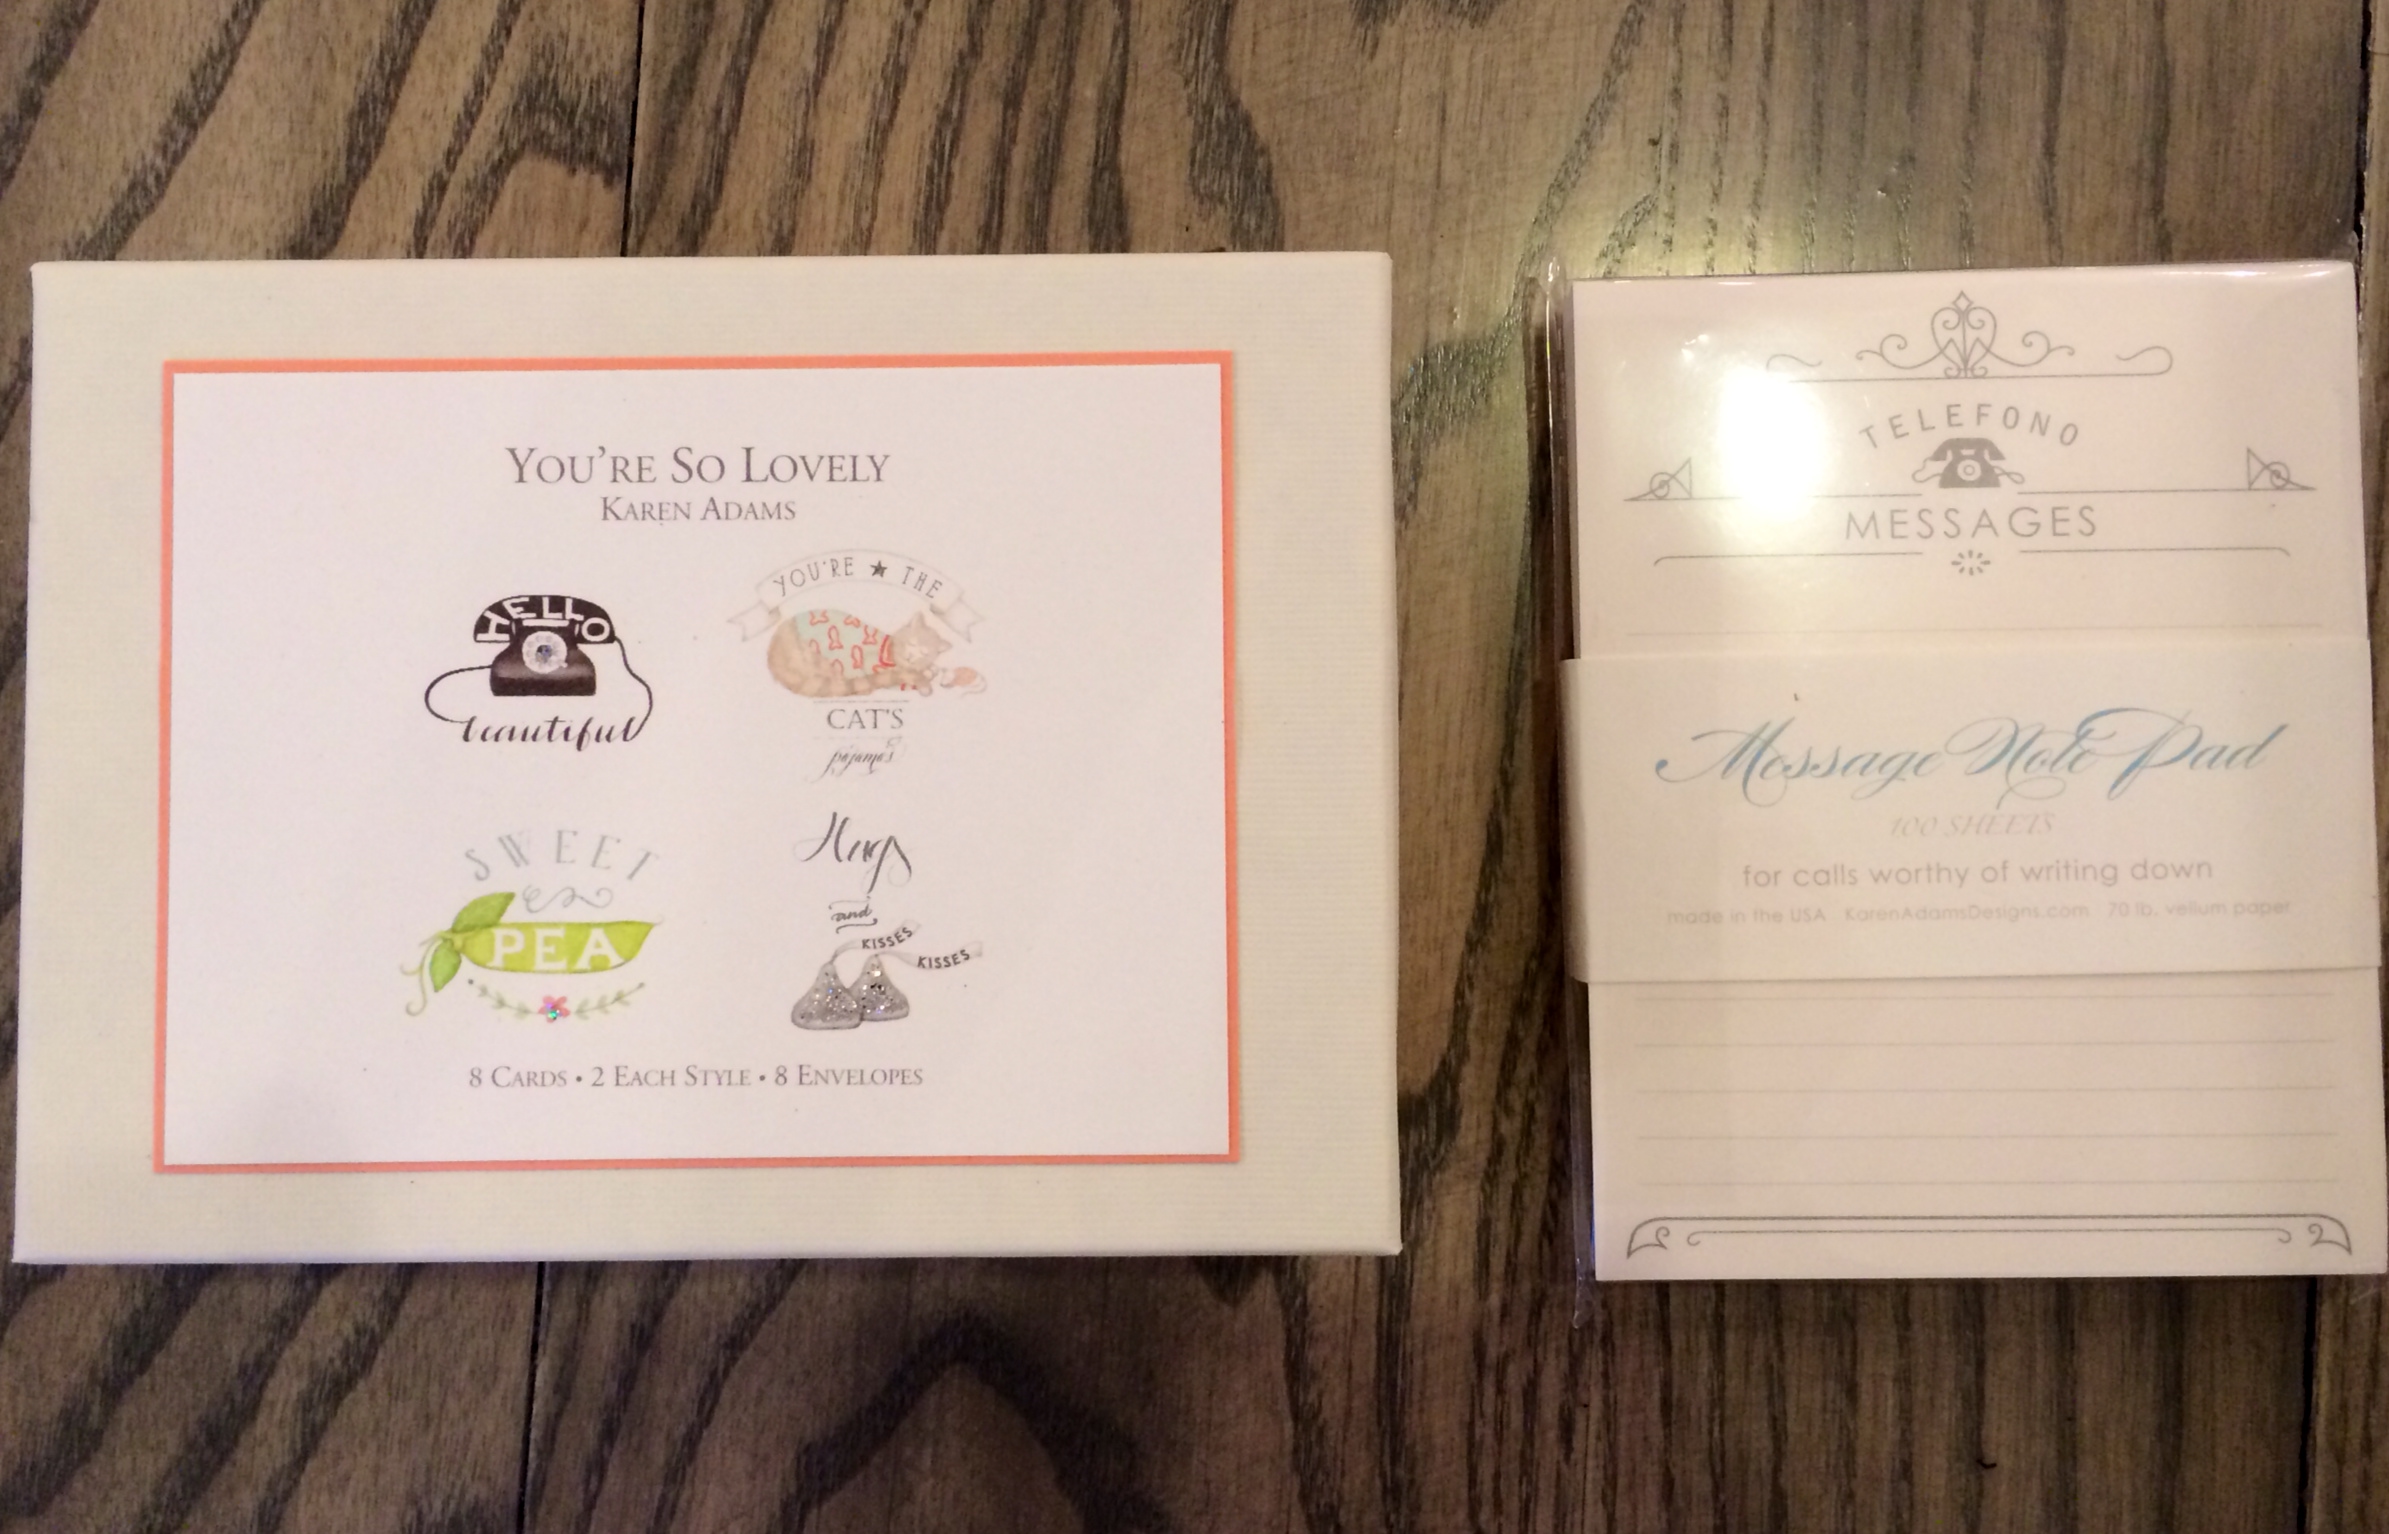 YOU'RE SO LOVELY
KAREN ADAMS
HELLO
beautiful
YOU'RE ★ THE
CAT'S
pajamas
SWEET
PEA
Hugs
and
KISSES
KISSES
8 CARDS • 2 EACH STYLE • 8 ENVELOPES
TELEFONO
MESSAGES
Message Note Pad
100 SHEETS
for calls worthy of writing down
made in the USA KarenAdamsDesigns.com 70 lb. vellum paper